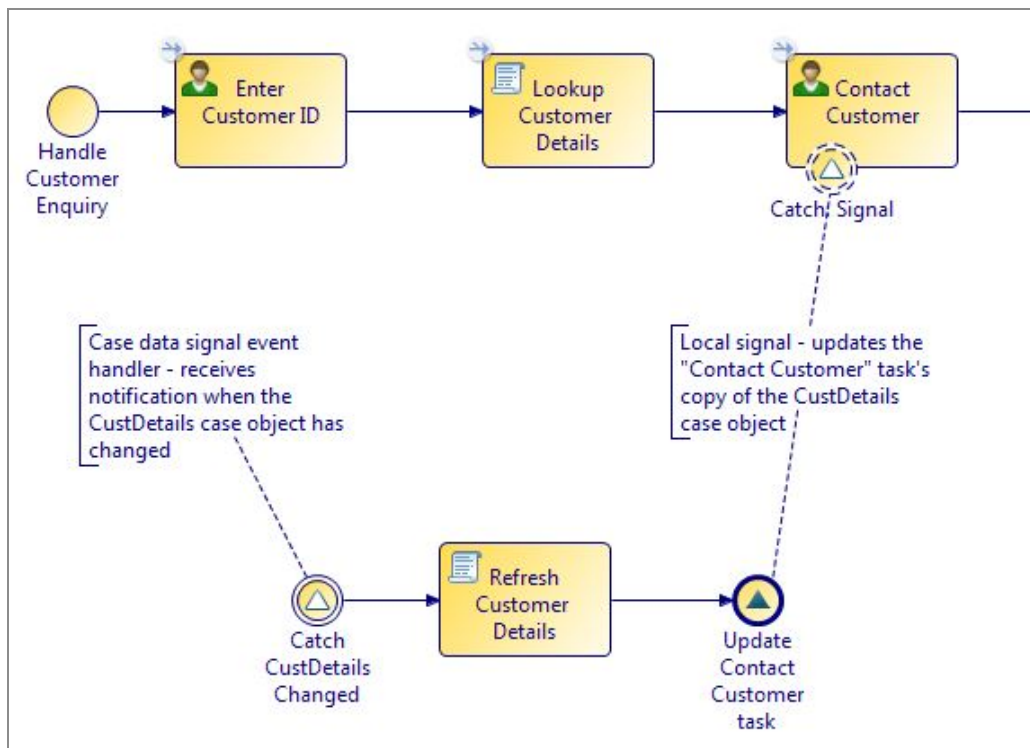 Enter
Customer ID
Lookup
Customer
Details
Contact
Customer
Handle
Customer
Enquiry
Catch Signal
Case data signal event
handler - receives
notification when the
CustDetails case object has
changed
Local signal - updates the
"Contact Customer" task's
copy of the CustDetails
case object
Catch
CustDetails
Changed
Refresh
Customer
Details
Update
Contact
Customer
task